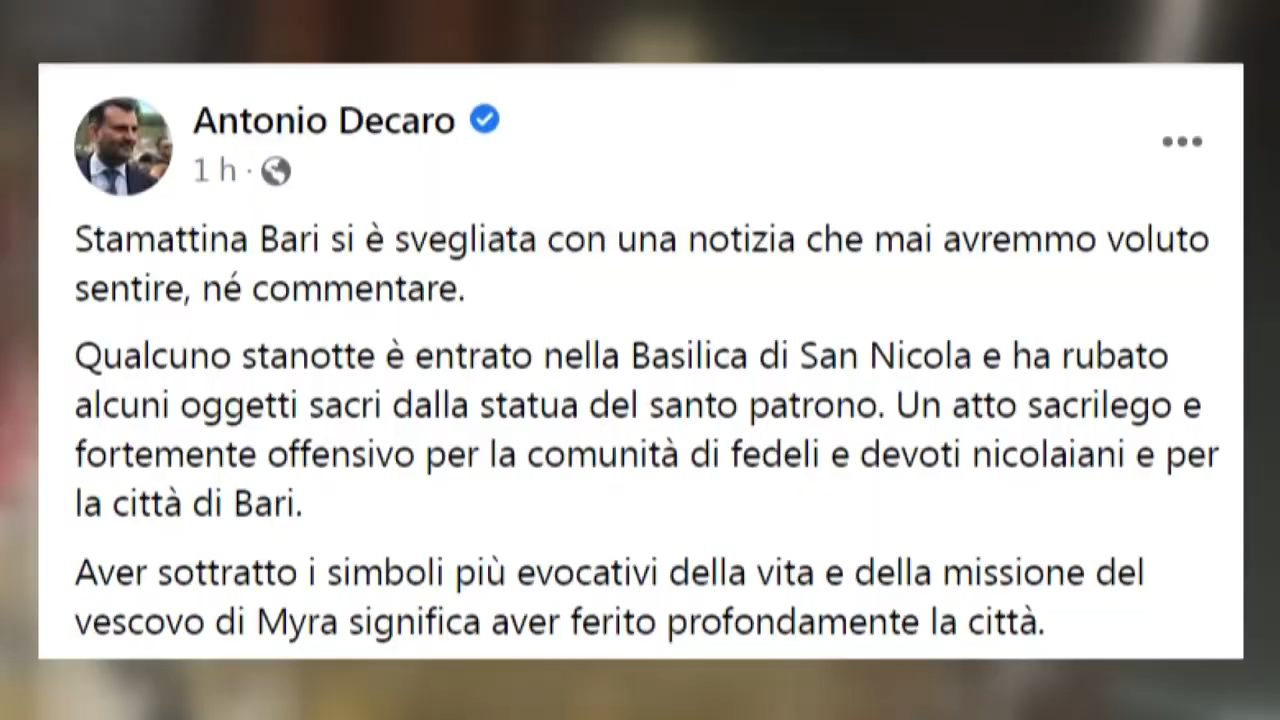 Antonio Decaro
1 h ·
Stamattina Bari si è svegliata con una notizia che mai avremmo voluto
sentire, né commentare.
Qualcuno stanotte è entrato nella Basilica di San Nicola e ha rubato
alcuni oggetti sacri dalla statua del santo patrono. Un atto sacrilego e
fortemente offensivo per la comunità di fedeli e devoti nicolaiani e per
la città di Bari.
Aver sottratto i simboli più evocativi della vita e della missione del
vescovo di Myra significa aver ferito profondamente la città.